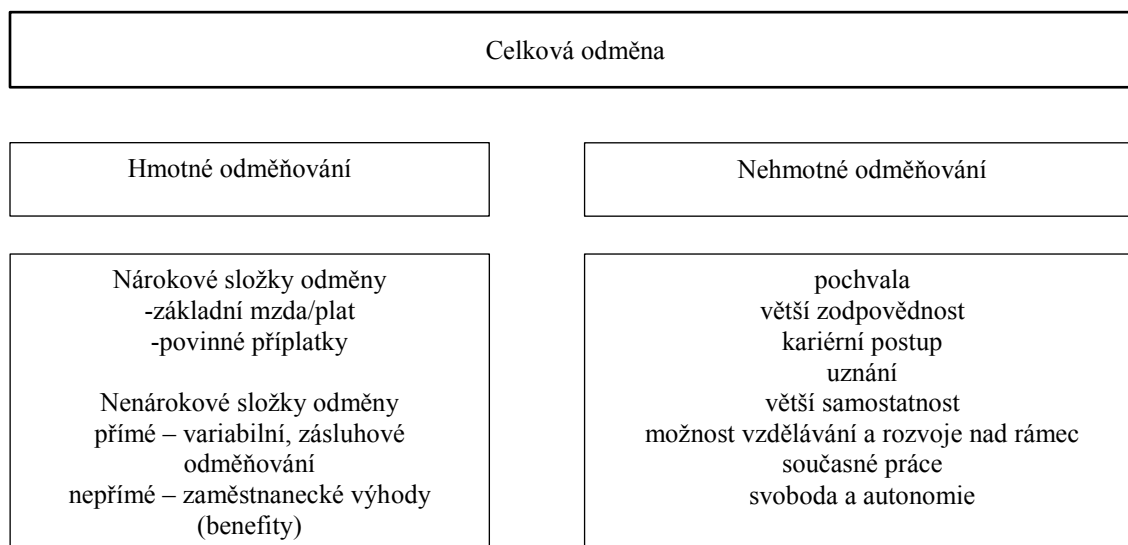 Celková odměna
Hmotné odměňování
Nehmotné odměňování
Nárokové složky odměny
-základní mzda/plat
-povinné příplatky
Nenárokové složky odměny
přímé – variabilní, zásluhové
odměňování
nepřímé – zaměstnanecké výhody
(benefity)
pochvala
větší zodpovědnost
kariérní postup
uznání
větší samostatnost
možnost vzdělávání a rozvoje nad rámec
současné práce
svoboda a autonomie